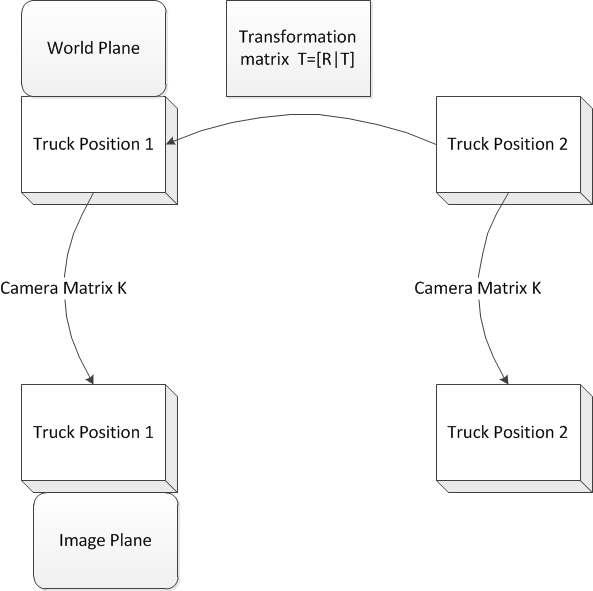 World Plane
Transformation
matrix  T=[R|T]
Truck Position 1
Truck Position 2
Camera Matrix K
Camera Matrix K
Truck Position 1
Truck Position 2
Image Plane